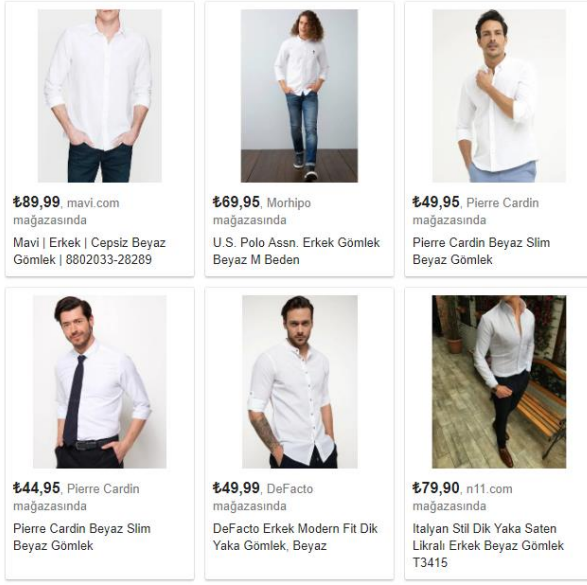 ₺89,99, mavi.com
mağazasında
Mavi | Erkek | Cepsiz Beyaz
Gömlek | 8802033-28289
₺69,95, Morhipo
mağazasında
U.S. Polo Assn. Erkek Gömlek
Beyaz M Beden
₺49,95, Pierre Cardin
mağazasında
Pierre Cardin Beyaz Slim
Beyaz Gömlek
₺44,95, Pierre Cardin
mağazasında
Pierre Cardin Beyaz Slim
Beyaz Gömlek
₺49,99, DeFacto
mağazasında
DeFacto Erkek Modern Fit Dik
Yaka Gömlek, Beyaz
₺79,90, n11.com
mağazasında
Italyan Stil Dik Yaka Saten
Likralı Erkek Beyaz Gömlek
T3415